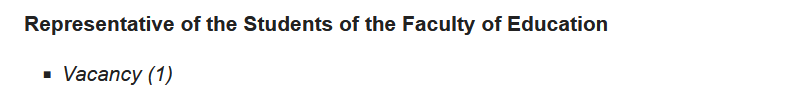 Representative of the Students of the Faculty of Education
▪ Vacancy (1)